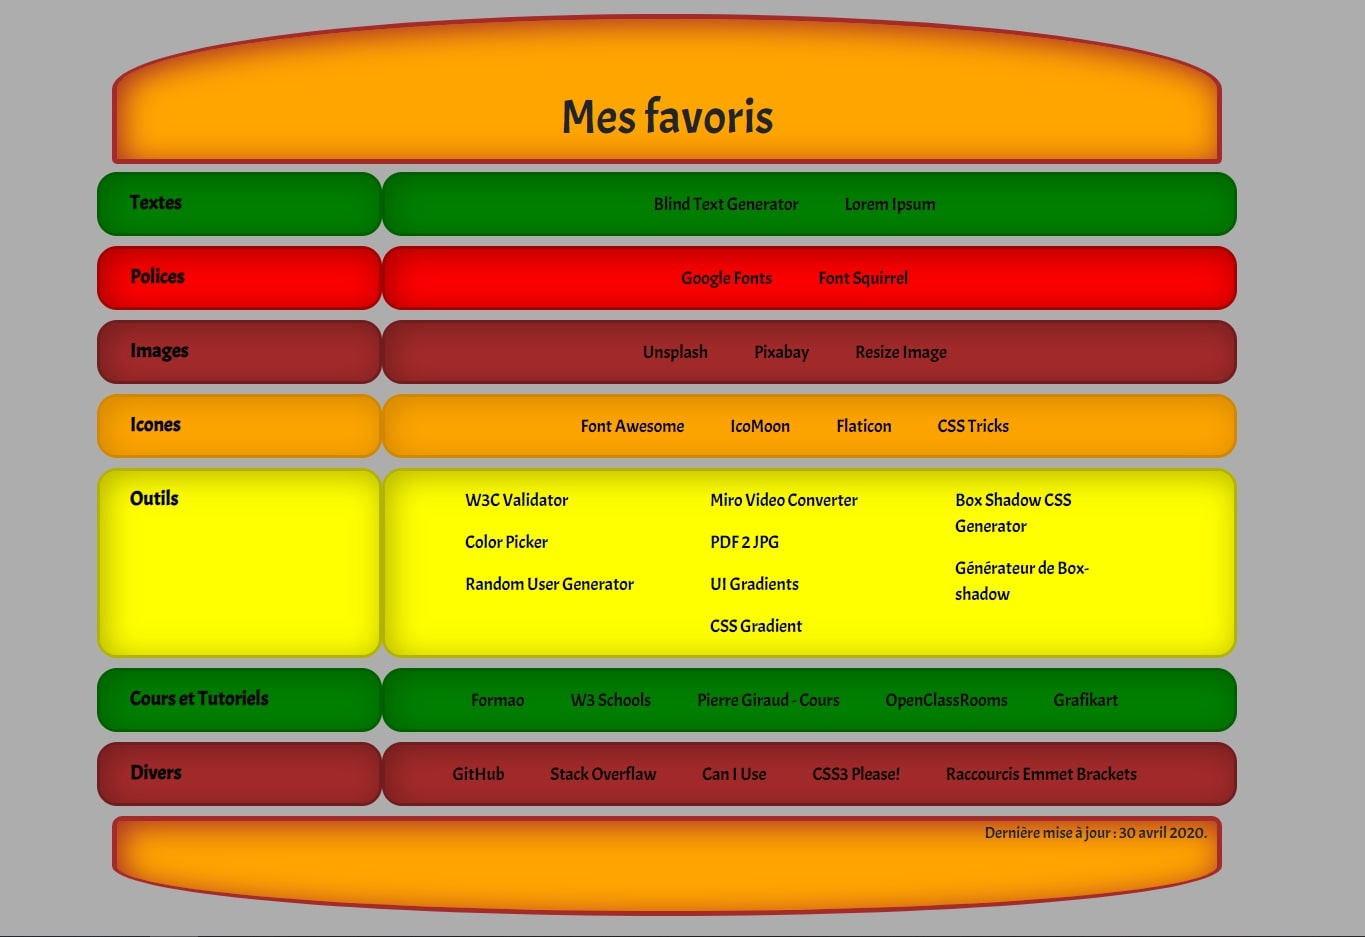 Mes favoris
Textes
Blind Text Generator Lorem Ipsum
Polices
Google Fonts Font Squirrel
Images
Unsplash Pixabay Resize Image
Icones
Font Awesome IcoMoon Flaticon CSS Tricks
Outils
W3C Validator
Color Picker
Random User Generator
Miro Video Converter
PDF 2 JPG
UI Gradients
CSS Gradient
Box Shadow CSS
Generator
Générateur de Box-
shadow
Cours et Tutoriels
Formao W3 Schools Pierre Giraud - Cours OpenClassRooms Grafikart
Divers
GitHub Stack Overflaw Can I Use CSS3 Please! Raccourcis Emmet Brackets
Dernière mise à jour : 30 avril 2020.